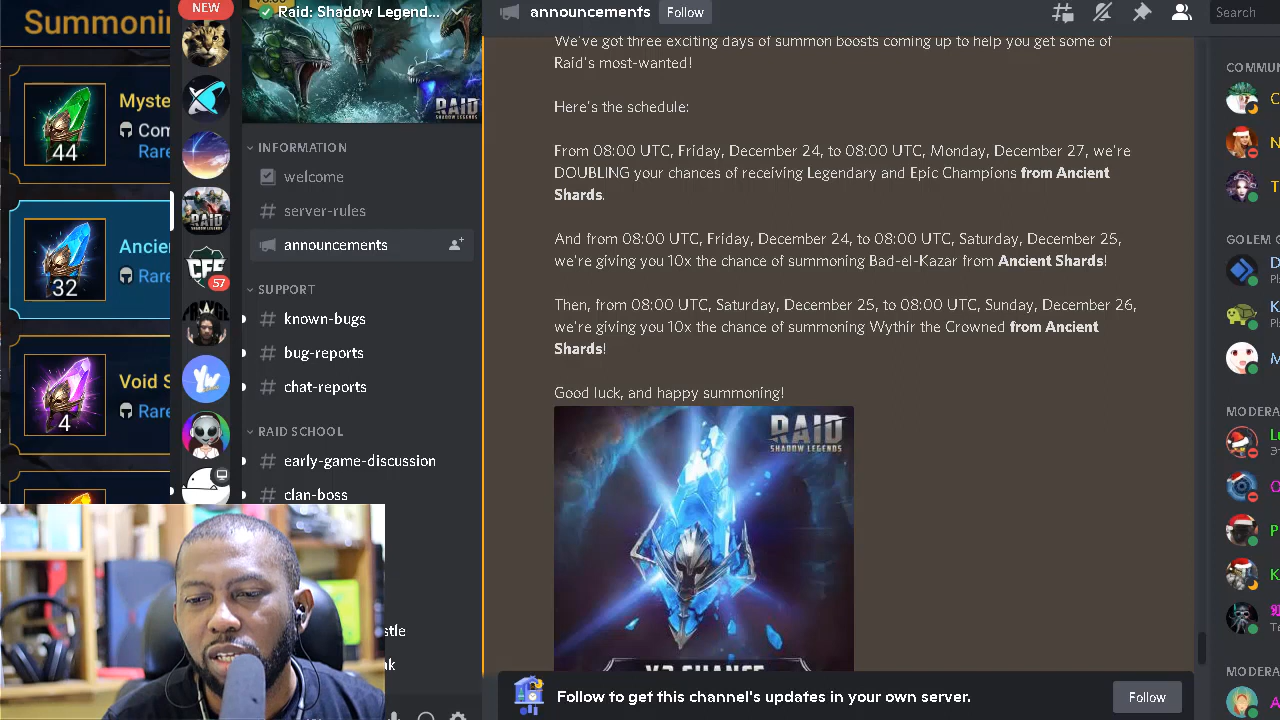 Summoni
Myste
Com
Rare
44
Ancie
Rare
32
Void S
Rare
4
NEW
57
Raid: Shadow Legend...
RAID
SHADOW LEGENDS
INFORMATION
welcome
server-rules
announcements
SUPPORT
known-bugs
bug-reports
chat-reports
RAID SCHOOL
early-game-discussion
clan-boss
stle
ak
announcements
Follow
Search
We've got three exciting days of summon boosts coming up to help you get some of
Raid's most-wanted!
Here's the schedule:
From 08:00 UTC, Friday, December 24, to 08:00 UTC, Monday, December 27, we're
DOUBLING your chances of receiving Legendary and Epic Champions from Ancient
Shards.
And from 08:00 UTC, Friday, December 24, to 08:00 UTC, Saturday, December 25,
we're giving you 10x the chance of summoning Bad-el-Kazar from Ancient Shards!
Then, from 08:00 UTC, Saturday, December 25, to 08:00 UTC, Sunday, December 26,
we're giving you 10x the chance of summoning Wythir the Crowned from Ancient
Shards!
Good luck, and happy summoning!
RAID
SHADOW LEGENDS
X2 CHANCE
Follow to get this channel's updates in your own server.
Follow
COMMUN
GOLEM G
MODERA
MODERA